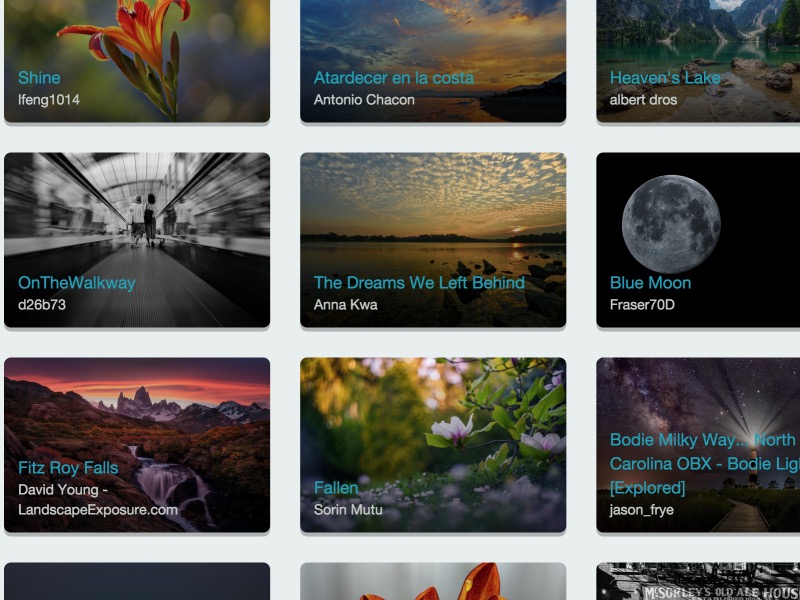 Shine
lfeng1014
Atardecer en la costa
Antonio Chacon
Heaven's Lake
albert dros
OnTheWalkway
d26b73
The Dreams We Left Behind
Anna Kwa
Blue Moon
Fraser70D
Fitz Roy Falls
David Young -
LandscapeExposure.com
Fallen
Sorin Mutu
Bodie Milky Way... North
Carolina OBX - Bodie Ligh
[Explored]
jason_frye
McSORLEY'S OLD ALE HOUS